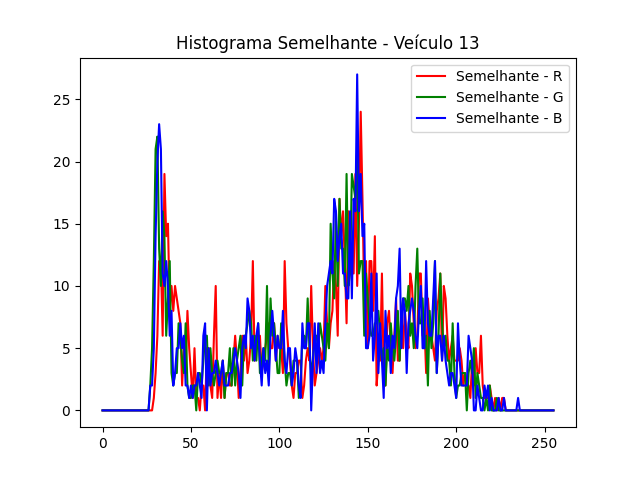 Histograma Semelhante - Veículo 13
Semelhante - R
Semelhante - G
Semelhante - B
25
20
15
10
5
0
0 50 100 150 200 250